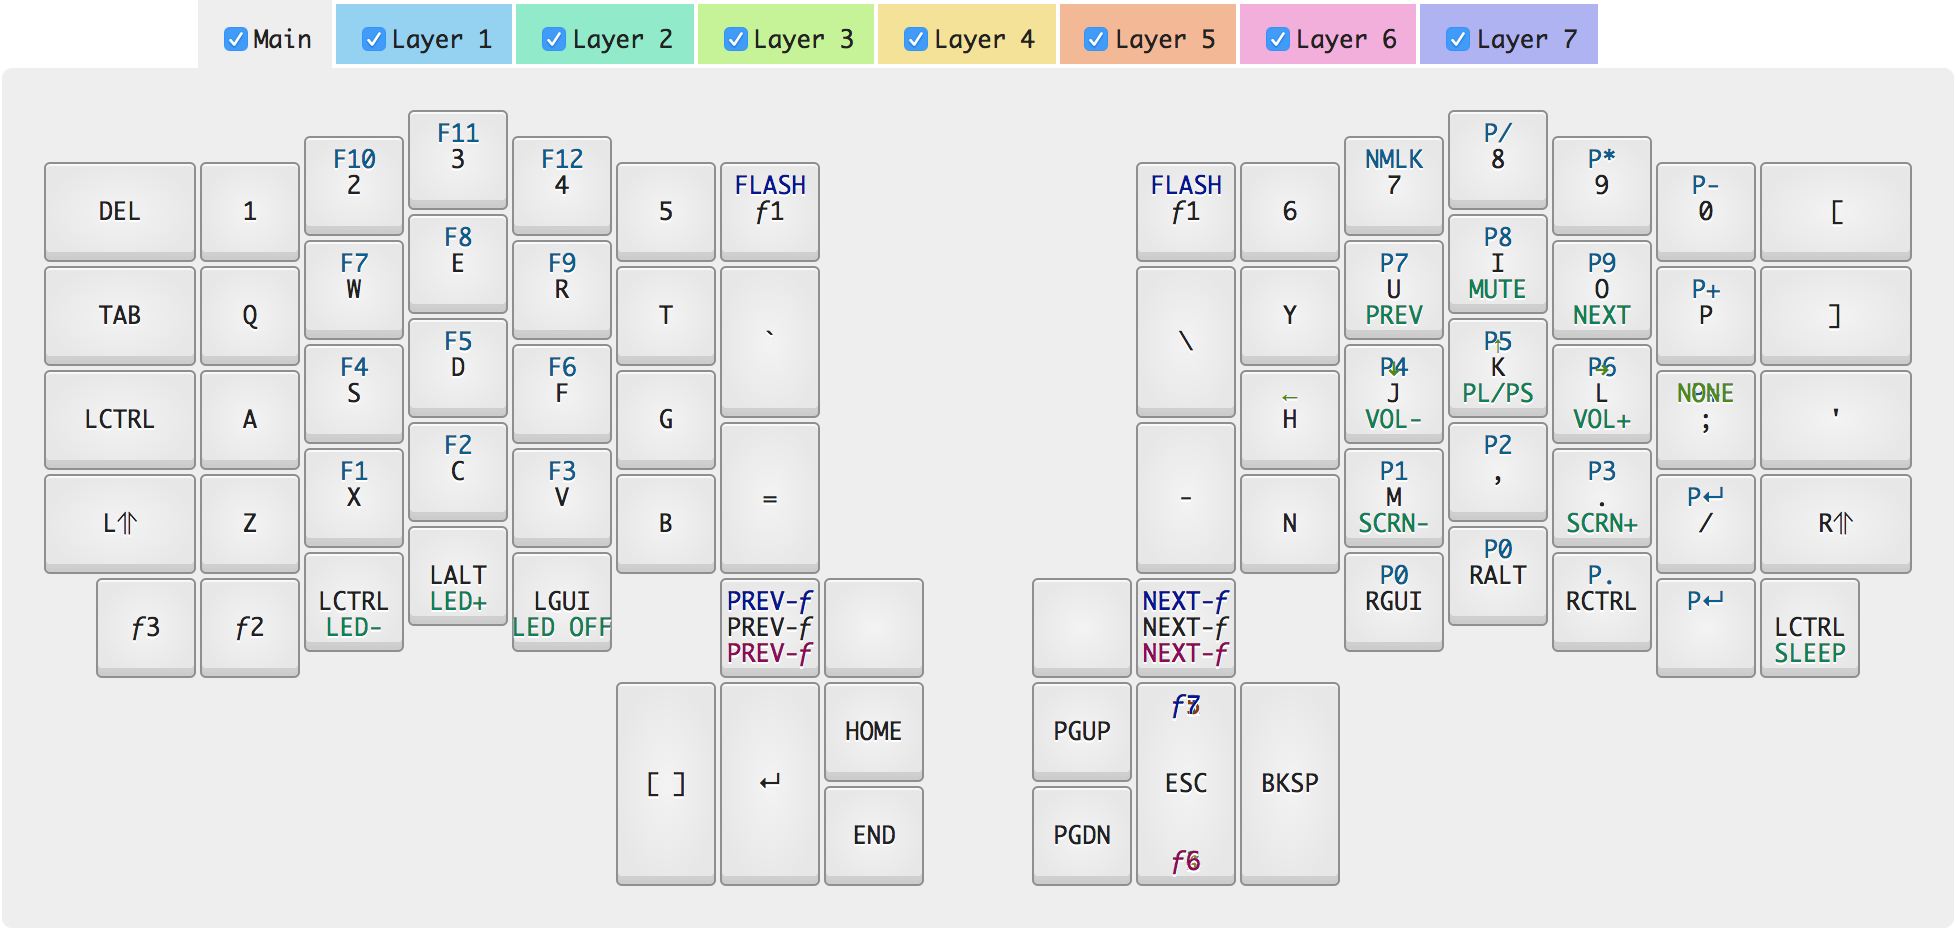 Main Layer 1 Layer 2 Layer 3 Layer 4 Layer 5 Layer 6 Layer 7
DEL
1
F10
2
F11
3
F12
4
5
FLASH
f1
TAB
Q
F7
W
F8
E
F9
R
T
`
LCTRL
A
F4
S
F5
D
F6
F
G
L⥣
Z
F1
X
F2
C
F3
V
B
=
f3
f2
LCTRL
LED-
LALT
LED+
LGUI
LED OFF
PREV-f
PREV-f
PREV-f
[ ]
↵
HOME
END
FLASH
f1
6
NMLK
7
P/
8
P*
9
P-
0
[
\
Y
P7
U
PREV
P8
I
MUTE
P9
O
NEXT
P+
P
]
←
H
P4
↓
J
VOL-
P5
↑
K
PL/PS
P6
→
L
VOL+
NONE
;
'
-
N
P1
M
SCRN-
P2
,
P3
.
SCRN+
P↵
/
R⥣
NEXT-f
NEXT-f
NEXT-f
P0
RGUI
P0
RALT
P.
RCTRL
P↵
LCTRL
SLEEP
PGUP
PGDN
f7
ESC
f6
BKSP